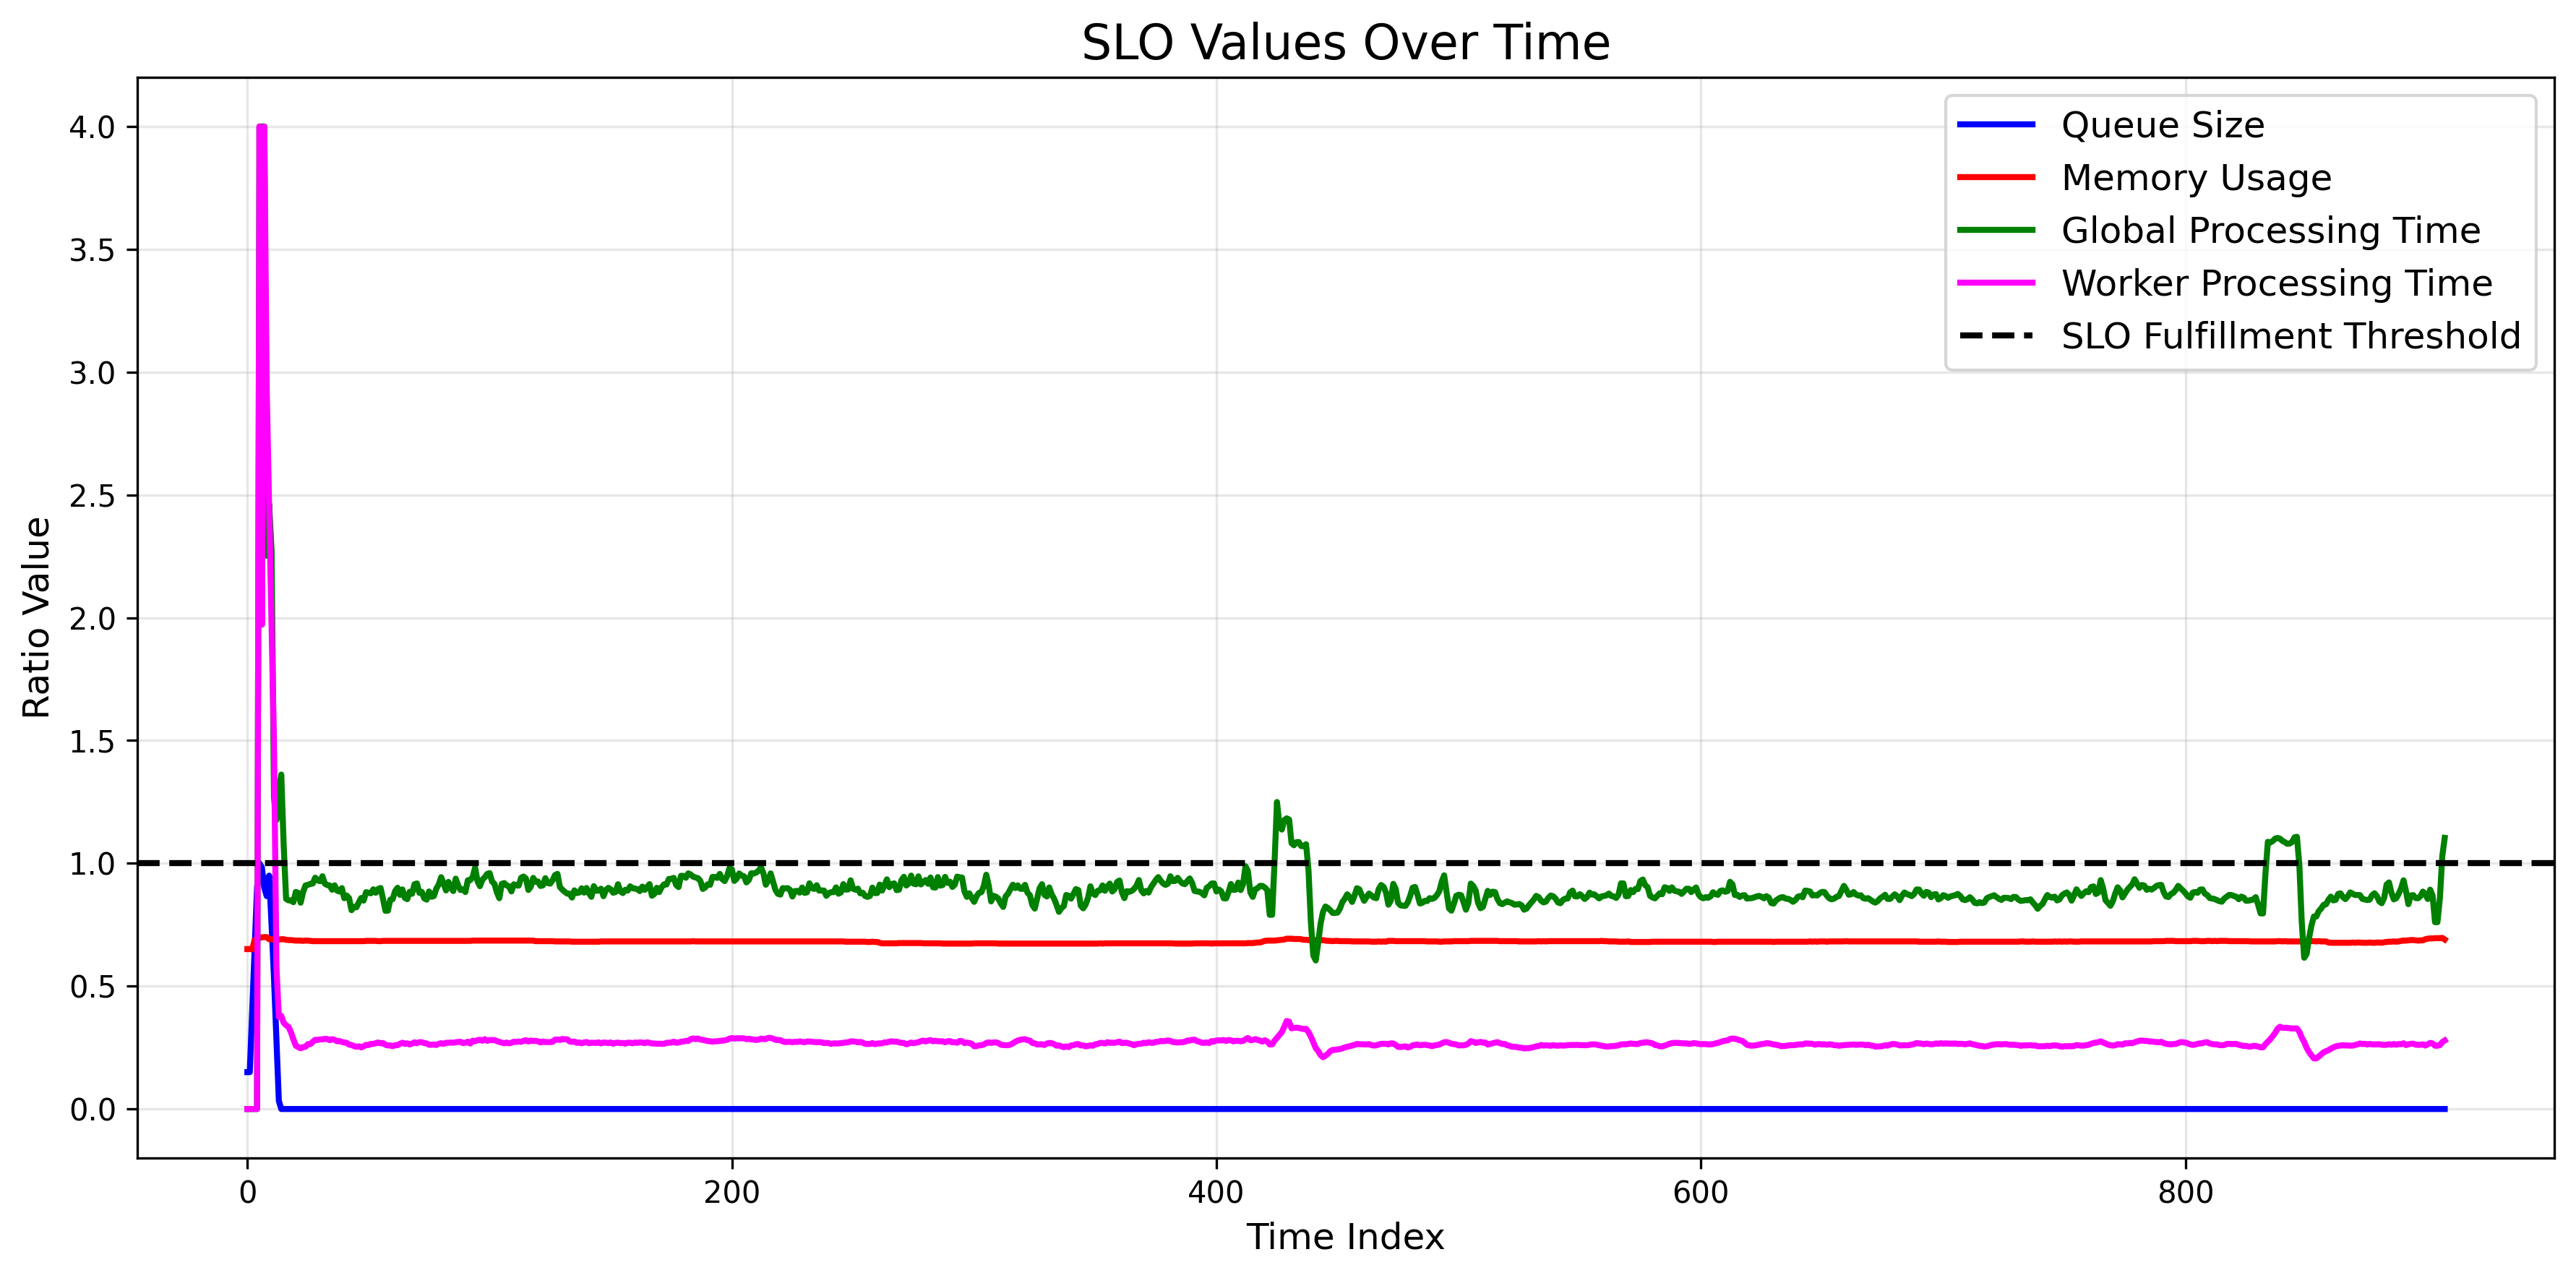 SLO Values Over Time
4.0
3.5
3.0
2.5
2.0
1.5
1.0
0.5
0.0
Ratio Value
Queue Size
Memory Usage
Global Processing Time
Worker Processing Time
SLO Fulfillment Threshold
0 200 400 600 800
Time Index